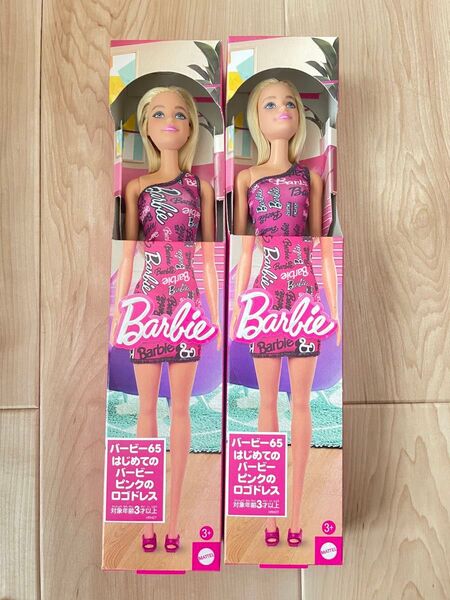 Barbie
Barbie
Barbie
バービー65
はじめての
バービー
ピンクの
ロゴドレス
対象年齢3才以上
3+
MATTEL
Barbie
Barbie
Barbie
バービー65
はじめての
バービー
ピンクの
ロゴドレス
対象年齢3才以上
3+
MATTEL